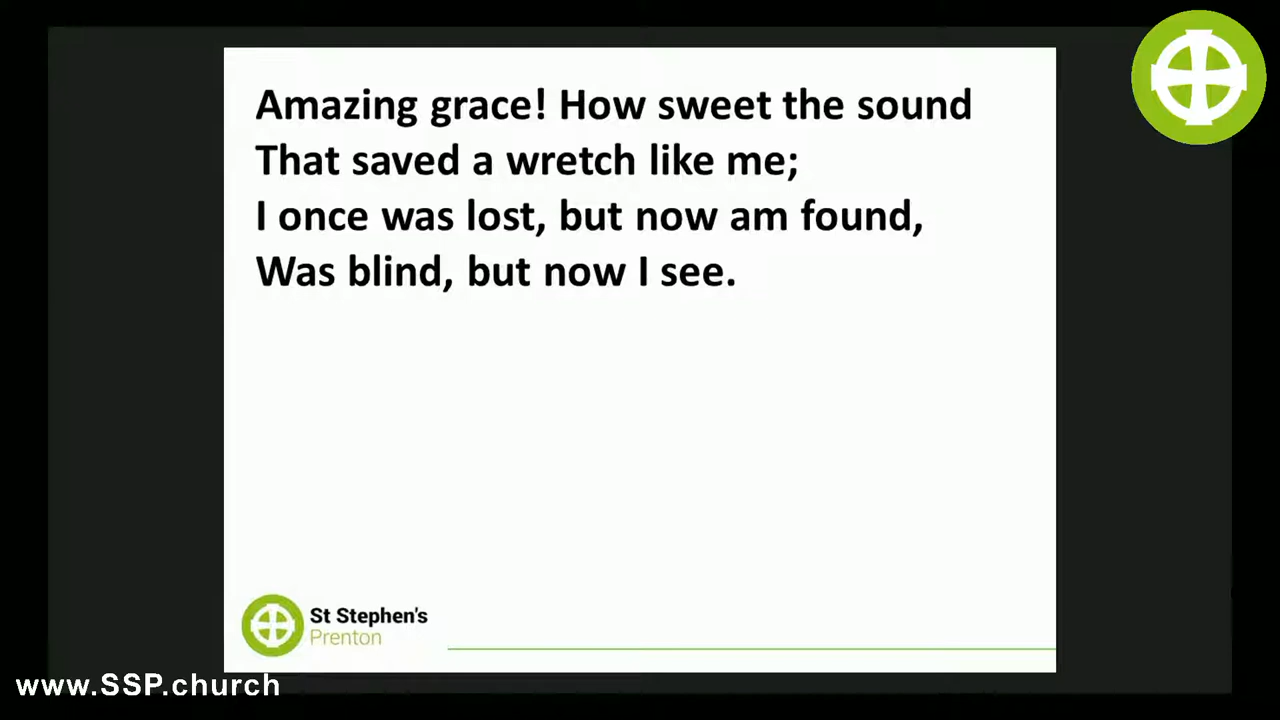 Amazing grace! How sweet the sound
That saved a wretch like me;
I once was lost, but now am found,
Was blind, but now I see.
St Stephen's
Prenton
www.SSP.church